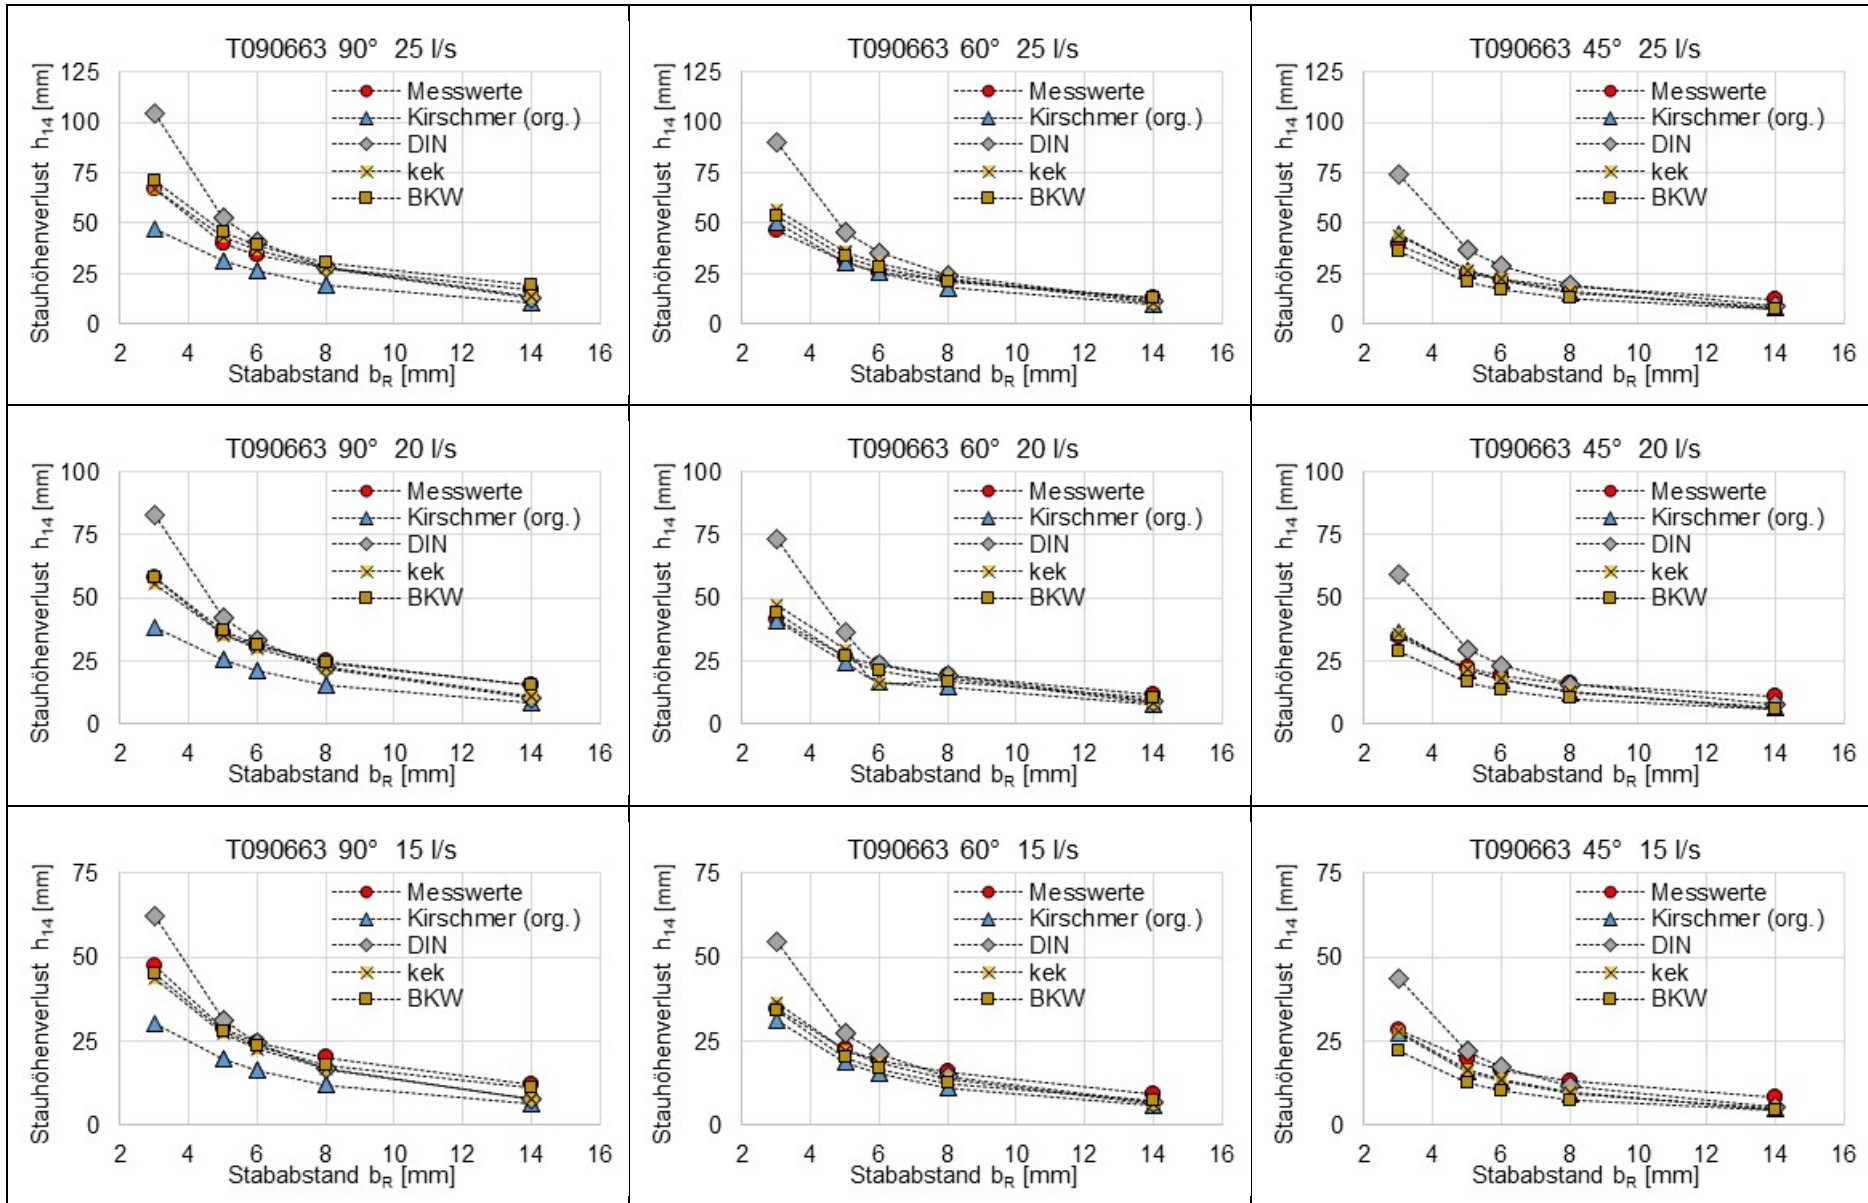 T090663 90° 25 l/s
Stauhöhenverlust h14 [mm]
125
100
75
50
25
0
Messwerte
Kirschmer (org.)
DIN
kek
BKW
2 4 6 8 10 12 14 16
Stababstand bR [mm]
T090663 60° 25 l/s
Stauhöhenverlust h14 [mm]
125
100
75
50
25
0
Messwerte
Kirschmer (org.)
DIN
kek
BKW
2 4 6 8 10 12 14 16
Stababstand bR [mm]
T090663 45° 25 l/s
Stauhöhenverlust h14 [mm]
125
100
75
50
25
0
Messwerte
Kirschmer (org.)
DIN
kek
BKW
2 4 6 8 10 12 14 16
Stababstand bR [mm]
T090663 90° 20 l/s
Stauhöhenverlust h14 [mm]
100
75
50
25
0
Messwerte
Kirschmer (org.)
DIN
kek
BKW
2 4 6 8 10 12 14 16
Stababstand bR [mm]
T090663 60° 20 l/s
Stauhöhenverlust h14 [mm]
100
75
50
25
0
Messwerte
Kirschmer (org.)
DIN
kek
BKW
2 4 6 8 10 12 14 16
Stababstand bR [mm]
T090663 45° 20 l/s
Stauhöhenverlust h14 [mm]
100
75
50
25
0
Messwerte
Kirschmer (org.)
DIN
kek
BKW
2 4 6 8 10 12 14 16
Stababstand bR [mm]
T090663 90° 15 l/s
Stauhöhenverlust h14 [mm]
75
50
25
0
Messwerte
Kirschmer (org.)
DIN
kek
BKW
2 4 6 8 10 12 14 16
Stababstand bR [mm]
T090663 60° 15 l/s
Stauhöhenverlust h14 [mm]
75
50
25
0
Messwerte
Kirschmer (org.)
DIN
kek
BKW
2 4 6 8 10 12 14 16
Stababstand bR [mm]
T090663 45° 15 l/s
Stauhöhenverlust h14 [mm]
75
50
25
0
Messwerte
Kirschmer (org.)
DIN
kek
BKW
2 4 6 8 10 12 14 16
Stababstand bR [mm]